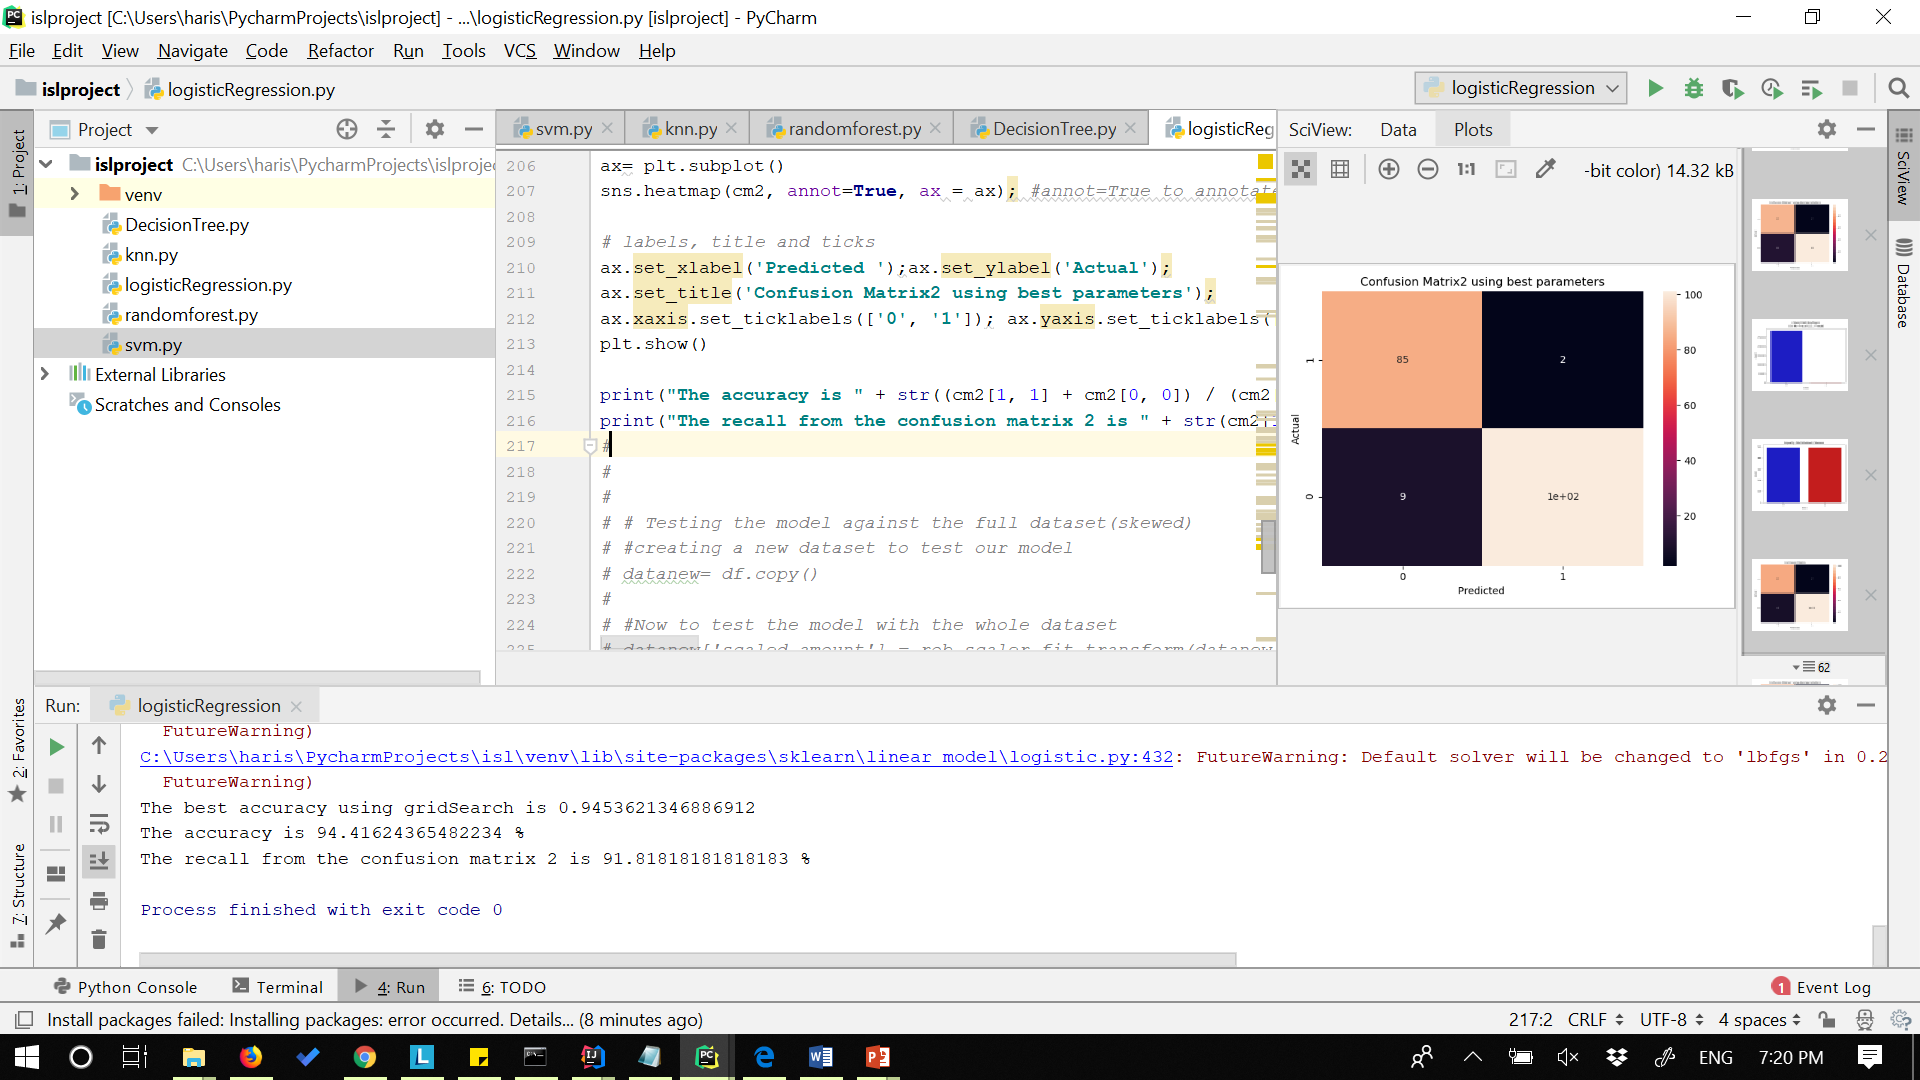 islproject [C:\Users\haris\PycharmProjects\islproject] - ...\logisticRegression.py [islproject] - PyCharm
File Edit View Navigate Code Refactor Run Tools VCS Window Help
islproject logisticRegression.py logisticRegression
1: Project
Project
islproject C:\Users\haris\PycharmProjects\islproje
venv
DecisionTree.py
knn.py
logisticRegression.py
randomforest.py
svm.py
External Libraries
Scratches and Consoles
svm.py knn.py randomforest.py DecisionTree.py logisticReg
206 ax= plt.subplot()
207 sns.heatmap(cm2, annot=True, ax = ax); #annot=True to annotate
208
209 # labels, title and ticks
210 ax.set_xlabel('Predicted ');ax.set_ylabel('Actual');
211 ax.set_title('Confusion Matrix2 using best parameters');
212 ax.xaxis.set_ticklabels(['0', '1']); ax.yaxis.set_ticklabels(
213 plt.show()
214
215 print("The accuracy is " + str((cm2[1, 1] + cm2[0, 0]) / (cm2
216 print("The recall from the confusion matrix 2 is " + str(cm2[
217 #
218 #
219 #
220 # # Testing the model against the full dataset(skewed)
221 # #creating a new dataset to test our model
222 # datanew= df.copy()
223 #
224 # #Now to test the model with the whole dataset
225 # datanew['scaled_amount'] = rob_scaler.fit_transform(datanew
SciView: Data Plots
1:1 -bit color) 14.32 kB
Confusion Matrix2 using best parameters
85 2
9 1e+02
1
0
Actual
0 1
Predicted
100
80
60
40
20
62
SciView
Database
2: Favorites
7: Structure
Run: logisticRegression
FutureWarning)
C:\Users\haris\PycharmProjects\isl\venv\lib\site-packages\sklearn\linear_model\logistic.py:432: FutureWarning: Default solver will be changed to 'lbfgs' in 0.2
FutureWarning)
The best accuracy using gridSearch is 0.9453621346886912
The accuracy is 94.41624365482234 %
The recall from the confusion matrix 2 is 91.81818181818183 %
Process finished with exit code 0
Python Console Terminal 4: Run 6: TODO 1 Event Log
Install packages failed: Installing packages: error occurred. Details... (8 minutes ago) 217:2 CRLF UTF-8 4 spaces
ENG 7:20 PM